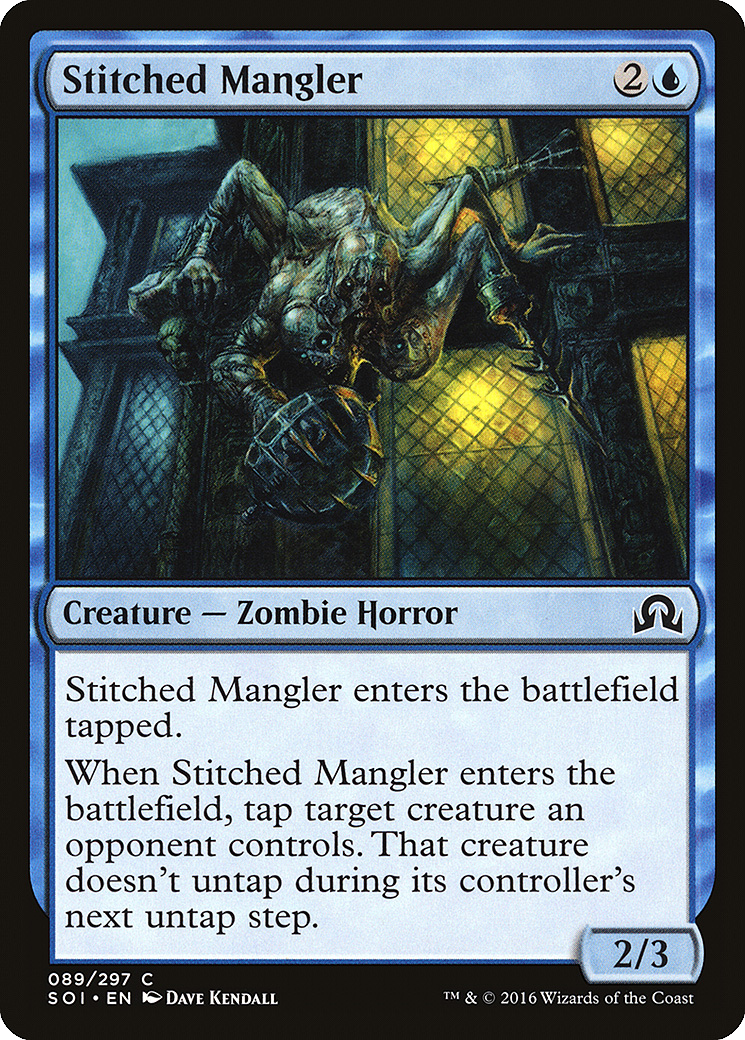 Stitched Mangler 2
Creature — Zombie Horror
Stitched Mangler enters the battlefield
tapped.
When Stitched Mangler enters the
battlefield, tap target creature an
opponent controls. That creature
doesn't untap during its controller's
next untap step.
2/3
089/297 C
SOI • EN Dave Kendall
™ & © 2016 Wizards of the Coast